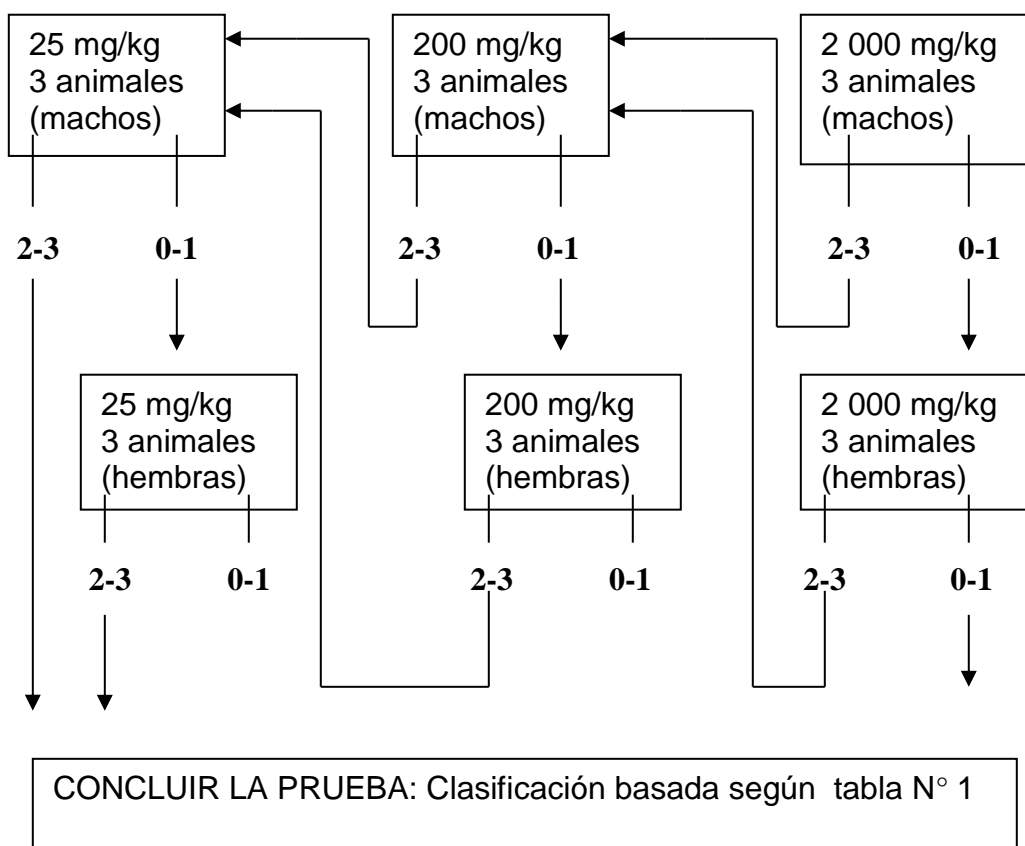 25 mg/kg
3 animales
(machos)
200 mg/kg
3 animales
(machos)
2 000 mg/kg
3 animales
(machos)
2-3
0-1
2-3
0-1
2-3
0-1
25 mg/kg
3 animales
(hembras)
200 mg/kg
3 animales
(hembras)
2 000 mg/kg
3 animales
(hembras)
2-3
0-1
2-3
0-1
2-3
0-1
CONCLUIR LA PRUEBA: Clasificación basada según tabla N° 1